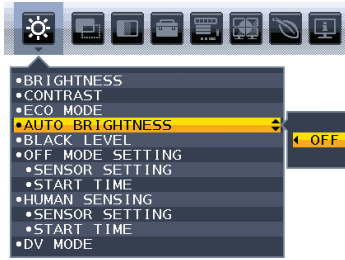 •BRIGHTNESS
•CONTRAST
•ECO MODE
•AUTO BRIGHTNESS
OFF
•BLACK LEVEL
•OFF MODE SETTING
•SENSOR SETTING
•START TIME
•HUMAN SENSING
•SENSOR SETTING
•START TIME
•DV MODE